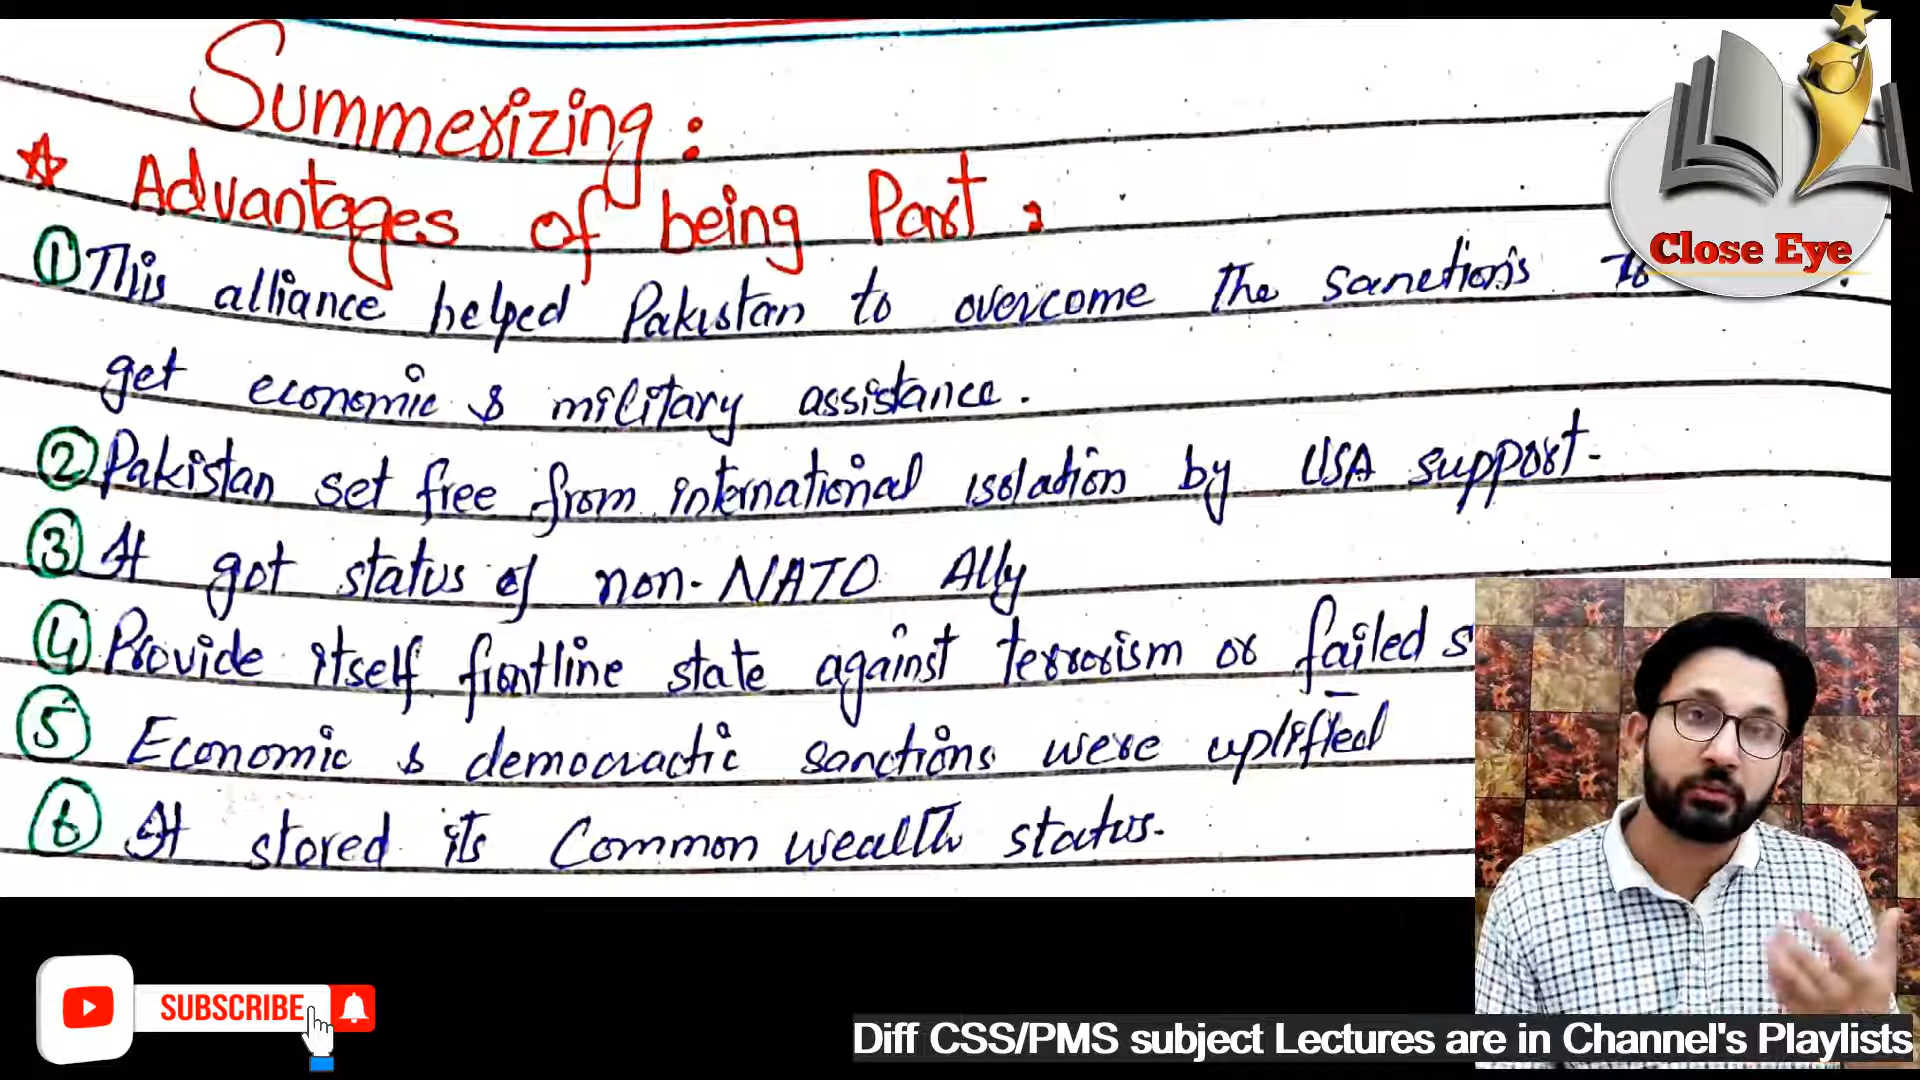 Summerizing:
Advantages of being Part:
Close Eye
① This alliance helped Pakistan to overcome the sanctions to
get economic & military assistance.
② Pakistan set free from international isolation by USA support.
③ It got status of non-NATO Ally
④ Provide itself frontline state against terrorism or failed s
⑤ Economic & democractic sanctions were uplifted
⑥ It stored its Common wealth status.
SUBSCRIBE
Diff CSS/PMS subject Lectures are in Channel's Playlists